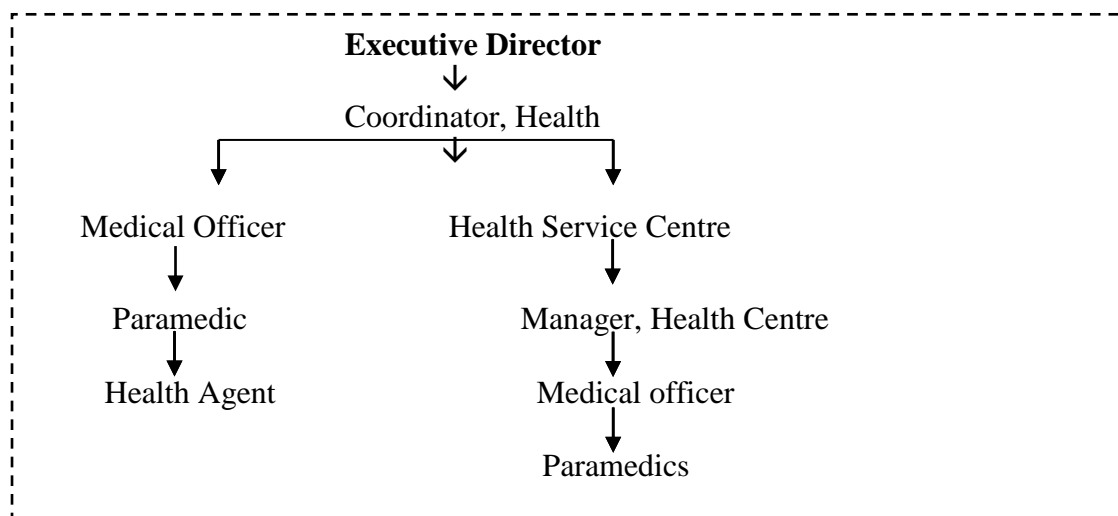 Executive Director
Coordinator, Health
Medical Officer
Health Service Centre
Paramedic
Manager, Health Centre
Health Agent
Medical officer
Paramedics